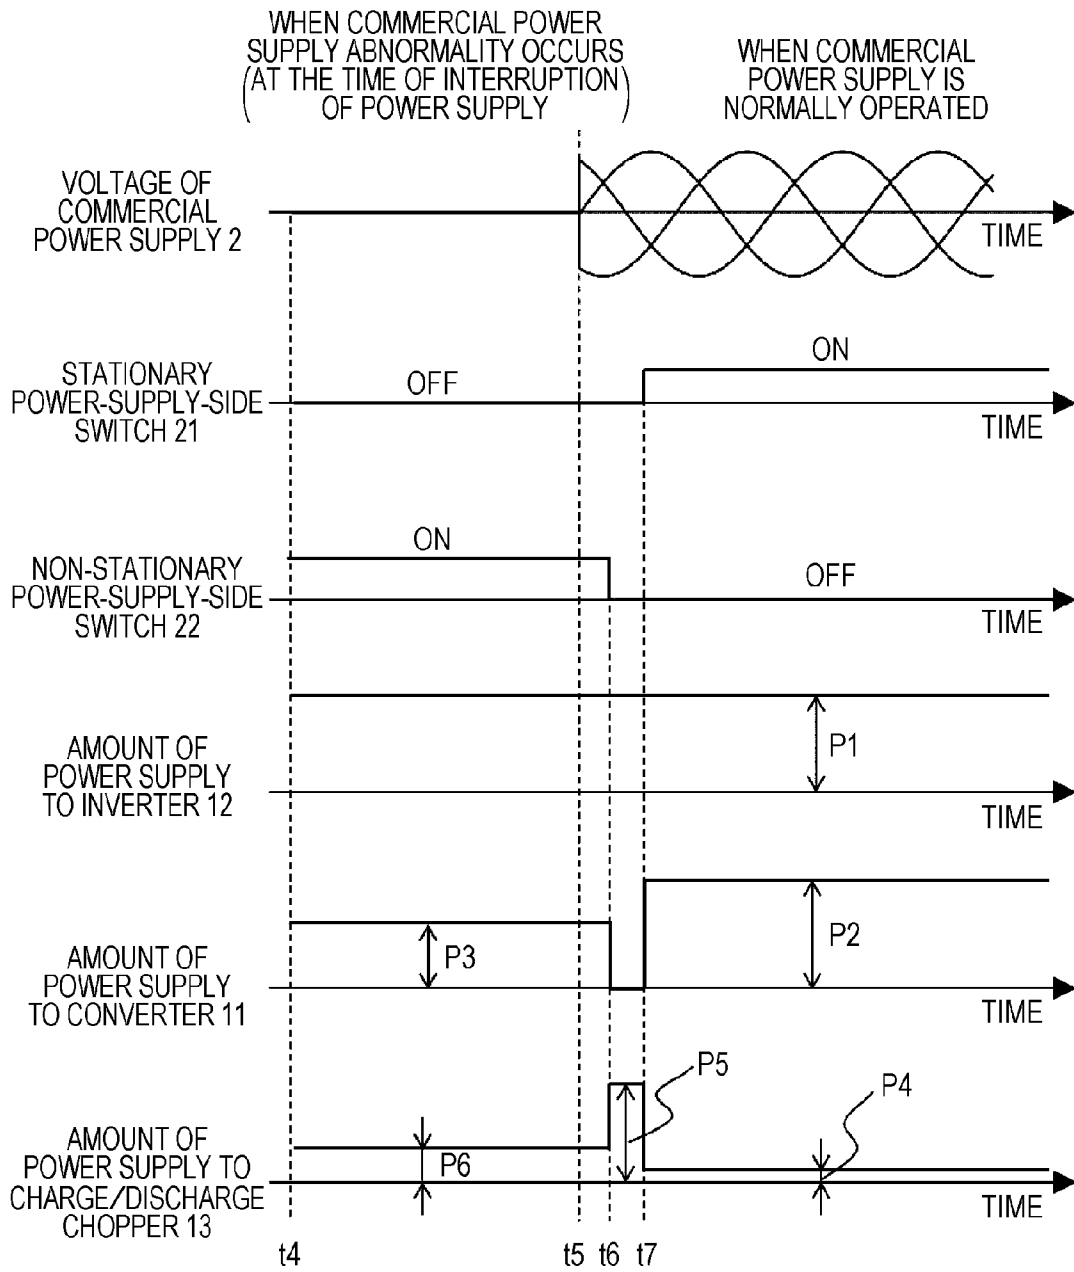 WHEN COMMERCIAL POWER
SUPPLY ABNORMALITY OCCURS
(AT THE TIME OF INTERRUPTION
OF POWER SUPPLY)
WHEN COMMERCIAL
POWER SUPPLY IS
NORMALLY OPERATED
VOLTAGE OF
COMMERCIAL
POWER SUPPLY 2
TIME
STATIONARY
POWER-SUPPLY-SIDE
SWITCH 21
OFF
ON
TIME
NON-STATIONARY
POWER-SUPPLY-SIDE
SWITCH 22
ON
OFF
TIME
AMOUNT OF
POWER SUPPLY
TO INVERTER 12
P1
TIME
AMOUNT OF
POWER SUPPLY
TO CONVERTER 11
P3
P2
TIME
AMOUNT OF
POWER SUPPLY TO
CHARGE/DISCHARGE
CHOPPER 13
P6
P5
P4
TIME
t4
t5
t6
t7